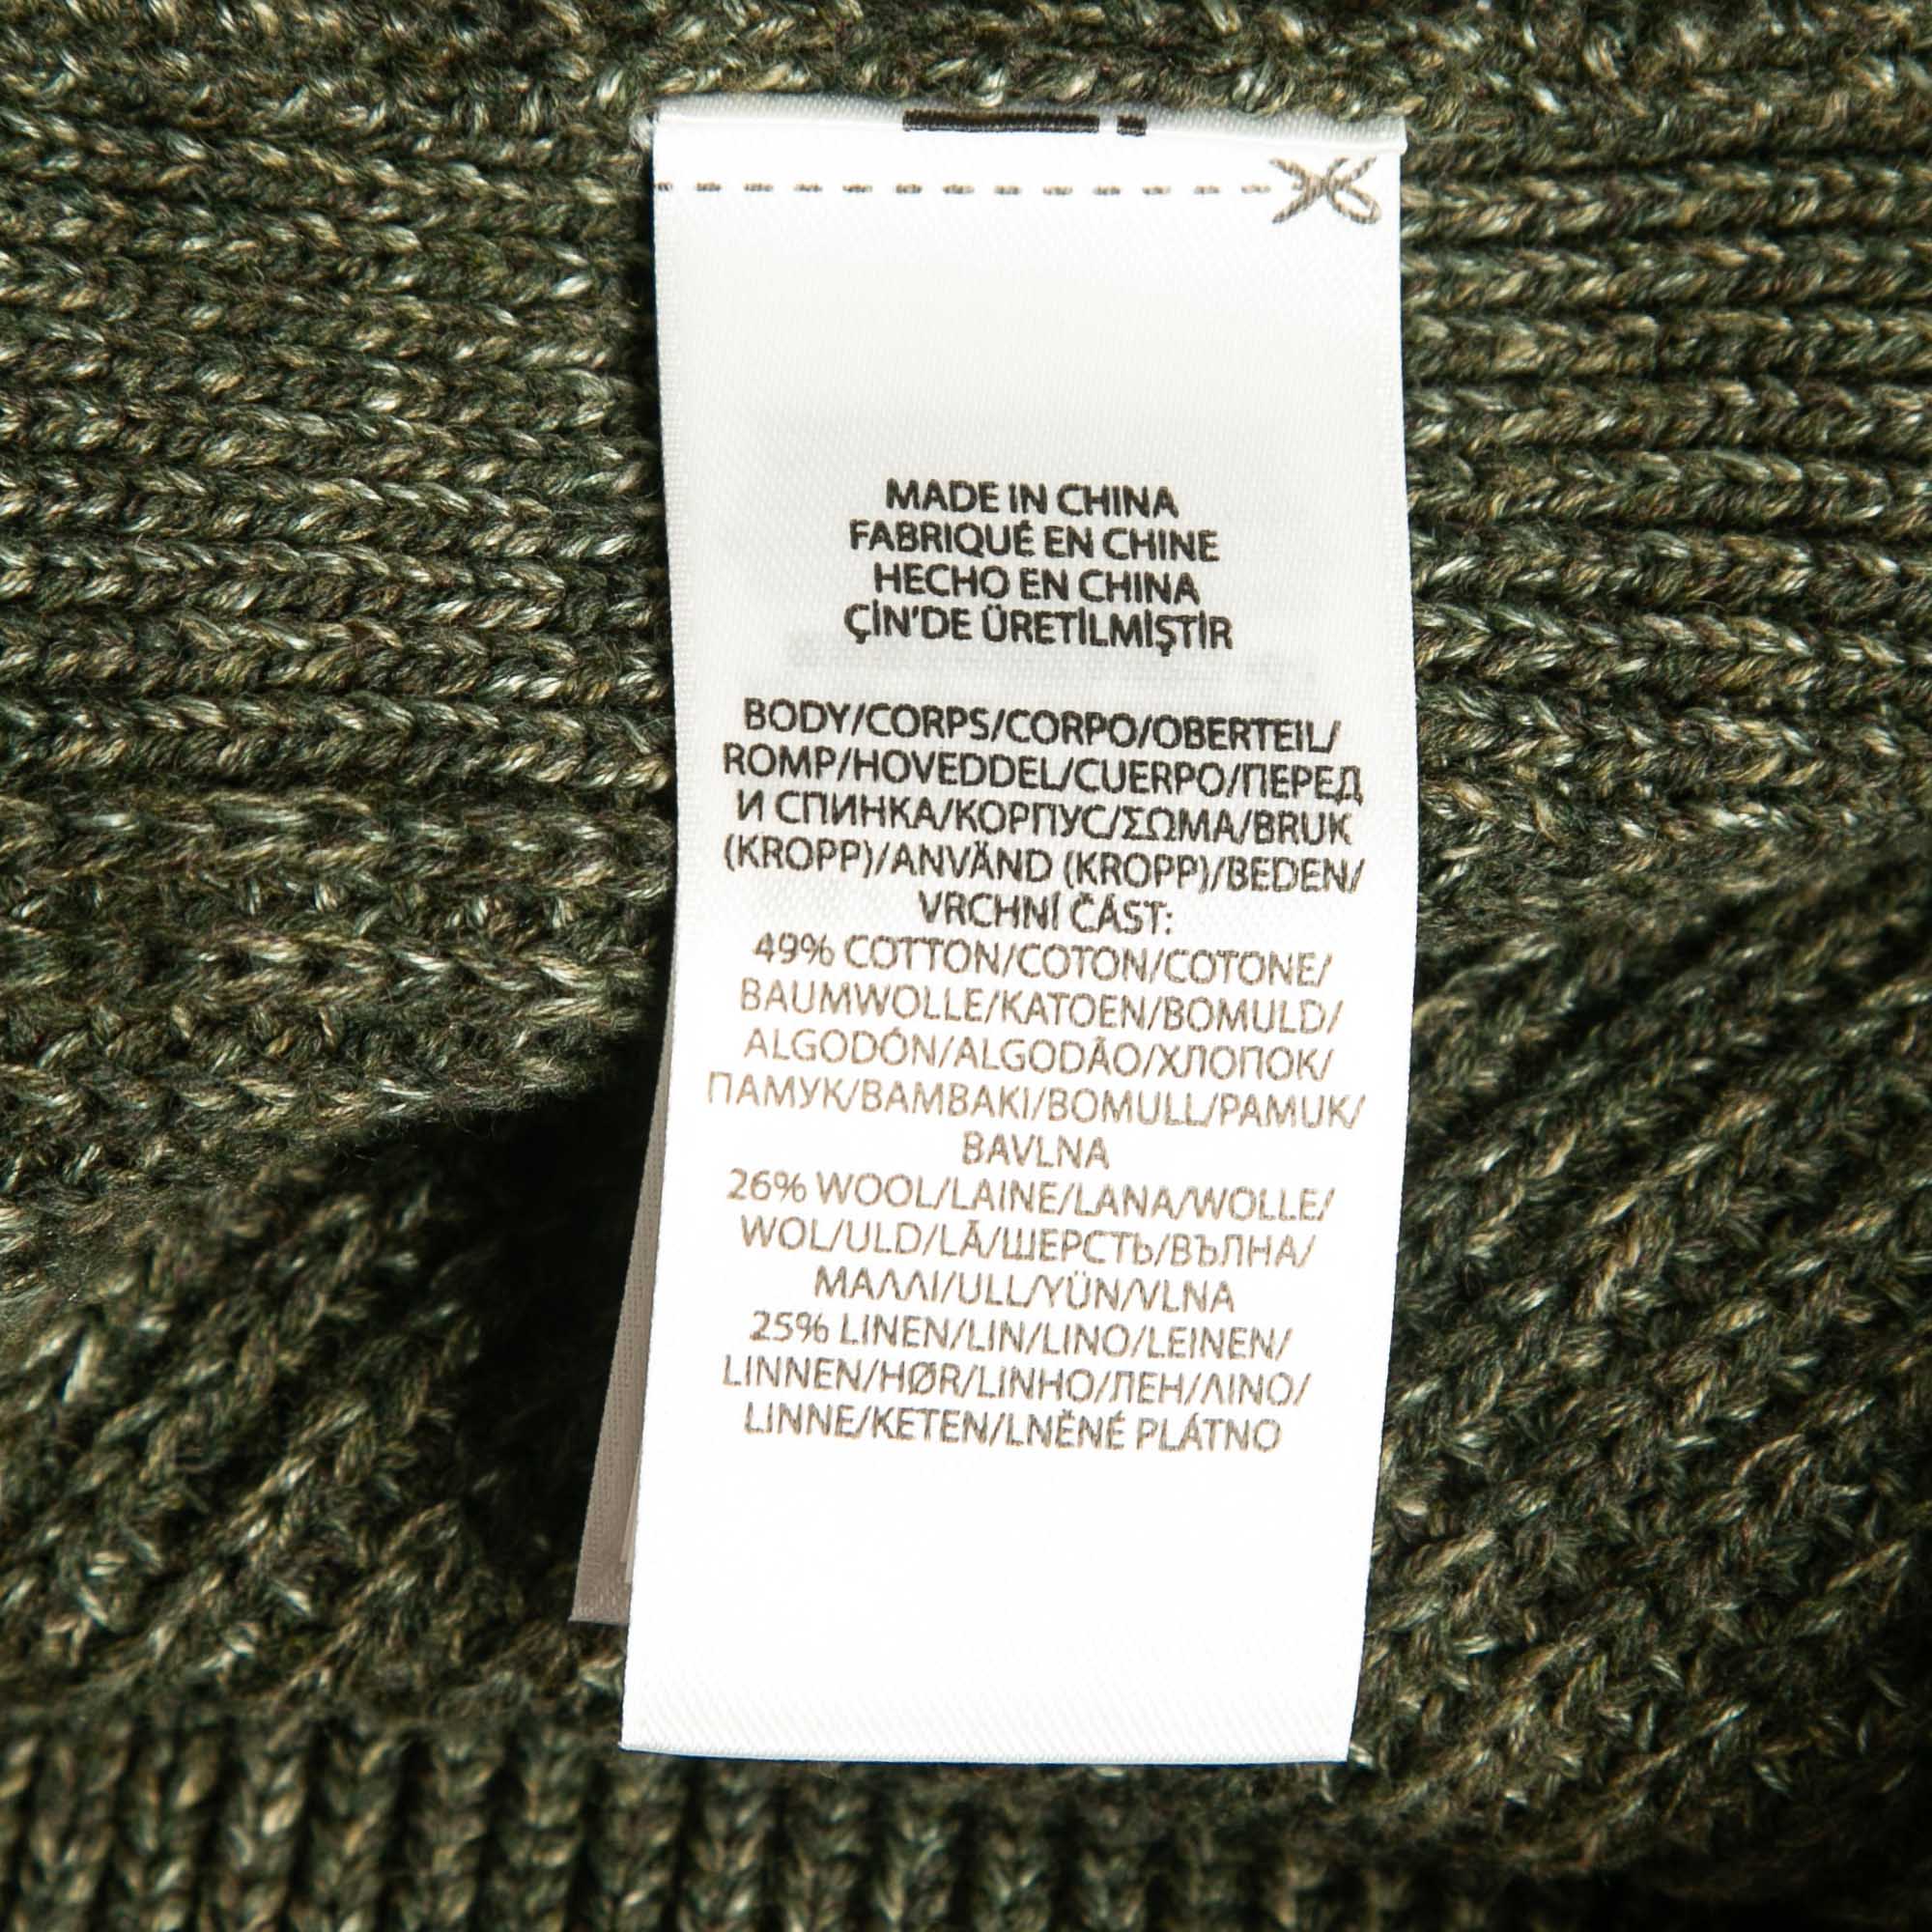 MADE IN CHINA
FABRIQUÉ EN CHINE
HECHO EN CHINA
ÇİN'DE ÜRETİLMİŞTİR
BODY/CORPS/CORPO/OBERTEIL/
ROMP/HOVEDDEL/CUERPO/ПЕРЕД
И СПИНКА/КОРПУС/ΣΩΜΑ/BRUK
(KROPP)/ANVÄND (KROPP)/BEDEN/
VRCHNÍ ČÁST:
49% COTTON/COTON/COTONE/
BAUMWOLLE/KATOEN/BOMULD/
ALGODÓN/ALGODÃO/ХЛОПОК/
ПАМУК/BAMBAKI/BOMULL/PAMUK/
BAVLNA
26% WOOL/LAINE/LANA/WOLLE/
WOL/ULD/LÃ/ШЕРСТЬ/ВЪЛНА/
ΜΑΛΛΙ/ULL/YÜN/VLNA
25% LINEN/LIN/LINO/LEINEN/
LINNEN/HØR/LINHO/ЛЕН/ΛΙΝΟ/
LINNE/KETEN/LNĚNÉ PLÁTNO